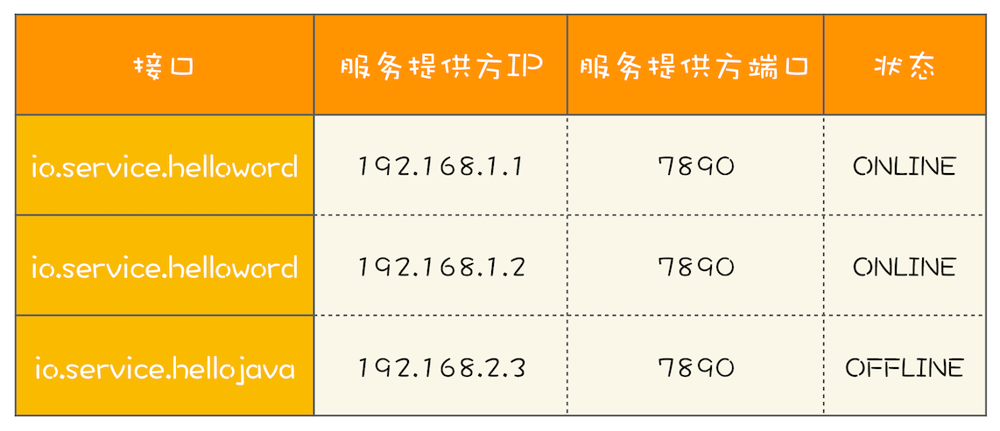 接口 服务提供方IP 服务提供方端口 状态
io.service.helloword 192.168.1.1 7890 ONLINE
io.service.helloword 192.168.1.2 7890 ONLINE
io.service.hellojava 192.168.2.3 7890 OFFLINE